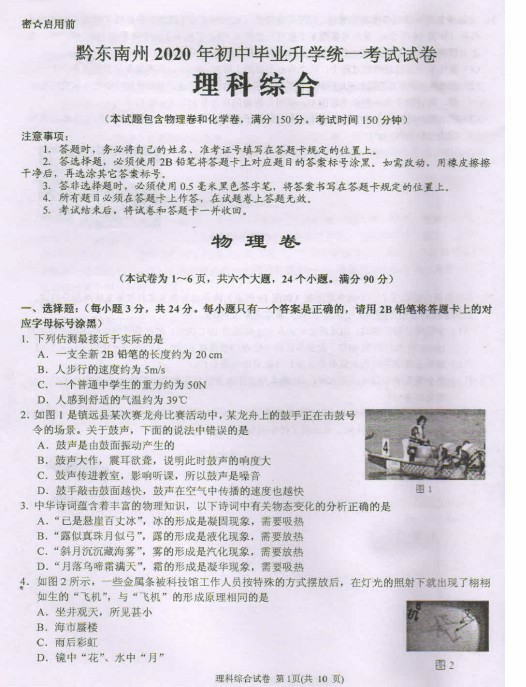 密☆启用前
黔东南州 2020 年初中毕业升学统一考试试卷
理科综合
（本试题包含物理卷和化学卷，满分 150 分。考试时间 150 分钟）
注意事项：
1. 答题时，务必将自己的姓名、准考证号填写在答题卡规定的位置上。
2. 答选择题，必须使用 2B 铅笔将答题卡上对应题目的答案标号涂黑。如需改动，用橡皮擦擦
干净后，再选涂其它答案标号。
3. 答非选择题时，必须使用 0.5 毫米黑色签字笔，将答案书写在答题卡规定的位置上。
4. 所有题目必须在答题卡上作答，在试题卷上答题无效。
5. 考试结束后，将试卷和答题卡一并收回。
物 理 卷
（本试卷为 1～6 页，共六个大题，24 个小题。满分 90 分）
一、选择题：（每小题 3 分，共 24 分。每小题只有一个答案是正确的，请用 2B 铅笔将答题卡上的对
应字母标号涂黑）
1. 下列估测最接近于实际的是
A．一支全新 2B 铅笔的长度约为 20 cm
B．人步行的速度约为 5m/s
C．一个普通中学生的重力约为 50N
D．人感到舒适的气温约为 39℃
2. 如图 1 是镇远县某次赛龙舟比赛活动中，某龙舟上的鼓手正在击鼓号
令的场景。关于鼓声，下面的说法中错误的是
A．鼓声是由鼓面振动产生的
B．鼓声大作，震耳欲聋，说明此时鼓声的响度大
C．鼓声传进教室，影响听课，所以鼓声是噪音
D．鼓手敲击鼓面越快，鼓声在空气中传播的速度也越快
4
图 1
3. 中华诗词蕴含着丰富的物理知识，以下诗词中有关物态变化的分析正确的是
A．“已是悬崖百丈冰”，冰的形成是凝固现象，需要吸热
B．“露似真珠月似弓”，露的形成是液化现象，需要放热
C．“斜月沉沉藏海雾”，雾的形成是汽化现象，需要放热
D．“月落乌啼霜满天”，霜的形成是凝华现象，需要吸热
4. 如图 2 所示，一些金属条被科技馆工作人员按特殊的方式摆放后，在灯光的照射下就出现了栩栩
如生的“飞机”，与“飞机”的形成原理相同的是
A．坐井观天，所见甚小
B．海市蜃楼
C．雨后彩虹
D．镜中“花”、水中“月”
图 2
理科综合试卷 第 1页(共 10 页)